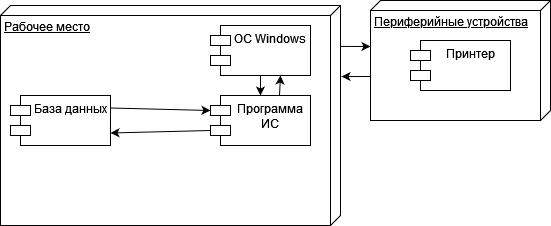 Рабочее место
Периферийные устройства
ОС Windows
Принтер
База данных
Программа
ИС